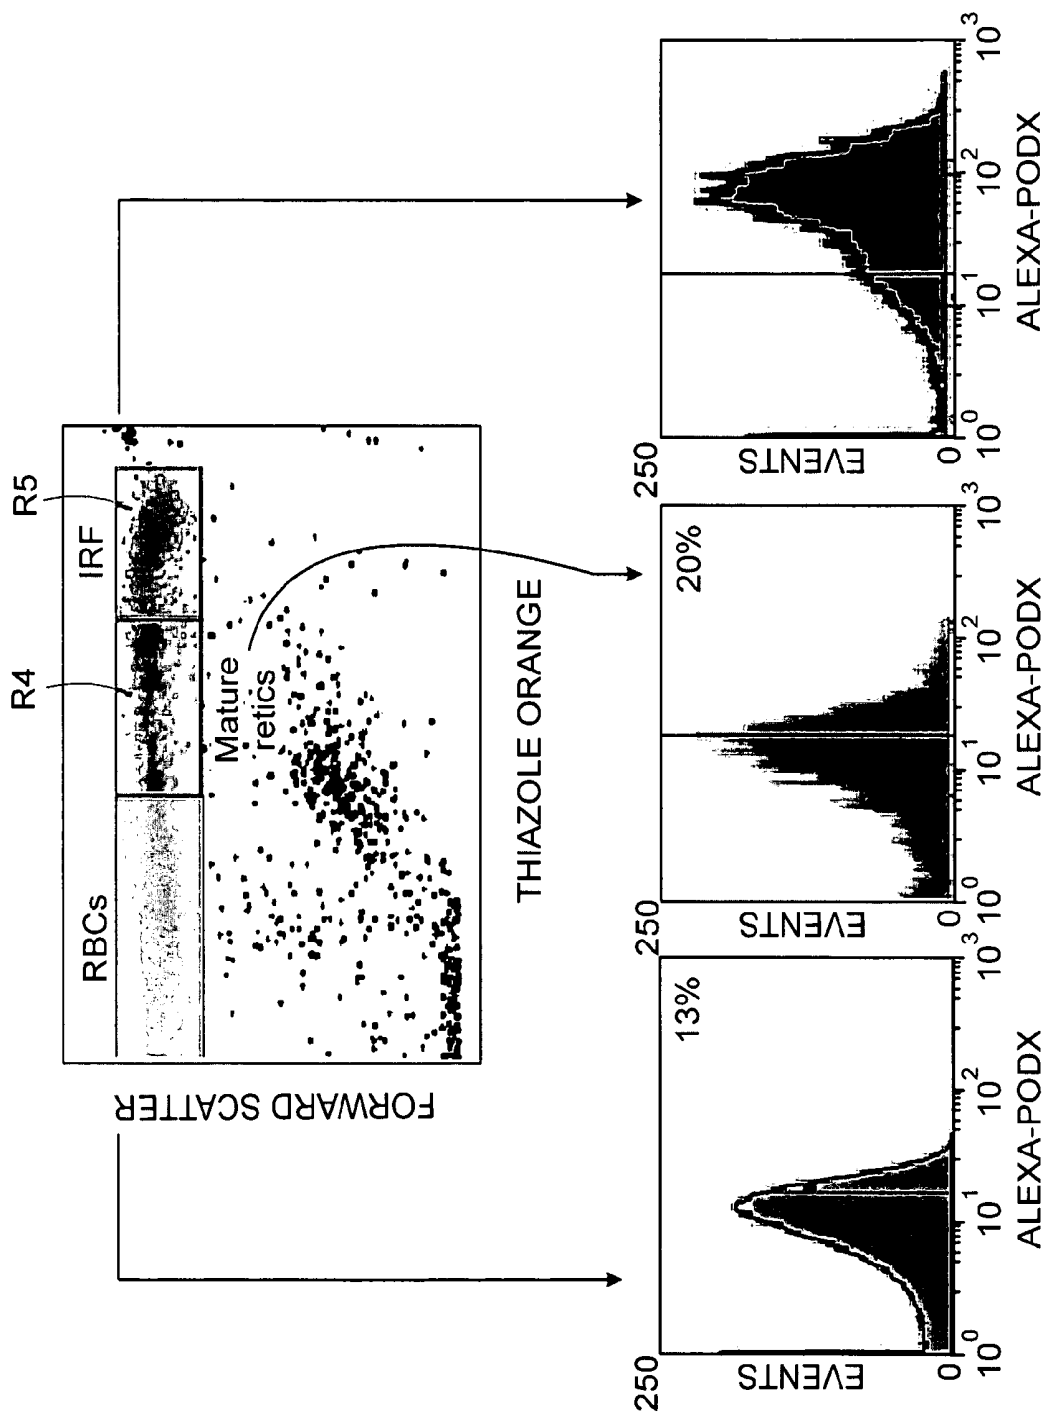 R4
R5
RBCs
IRF
Mature
retics
FORWARD SCATTER
THIAZOLE ORANGE
250
EVENTS
0
13%
10^0
10^1
10^2
10^3
ALEXA-PODX
250
EVENTS
0
20%
10^0
10^1
10^2
10^3
ALEXA-PODX
250
EVENTS
0
10^0
10^1
10^2
10^3
ALEXA-PODX